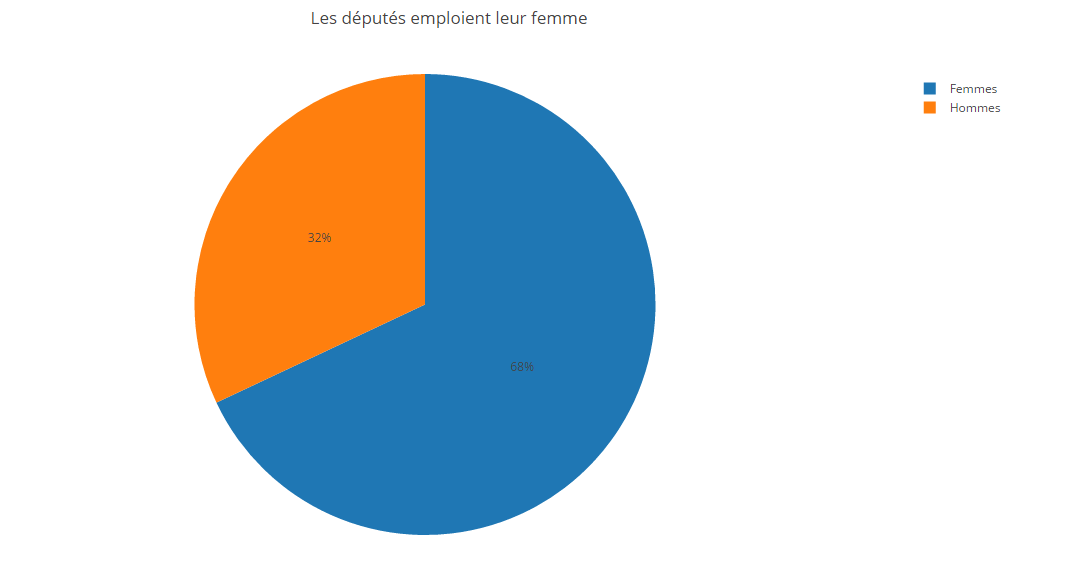 Les députés emploient leur femme
Femmes
Hommes
32%
68%